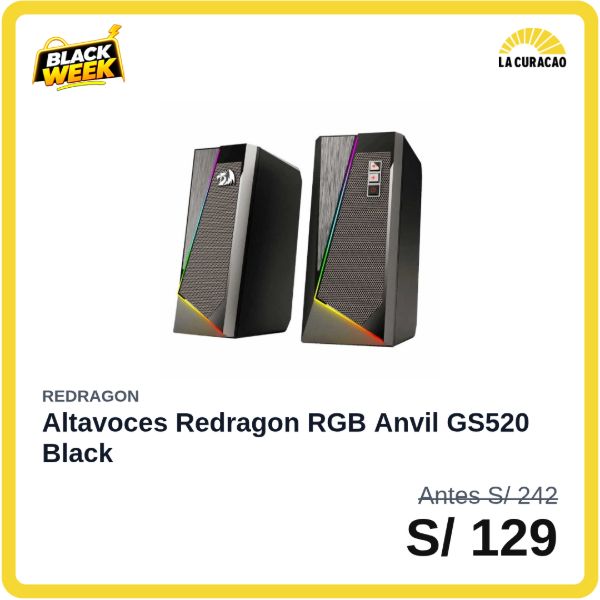 BLACK
WEEK
LA CURACAO
REDRAGON
Altavoces Redragon RGB Anvil GS520
Black
Antes S/ 242
S/ 129